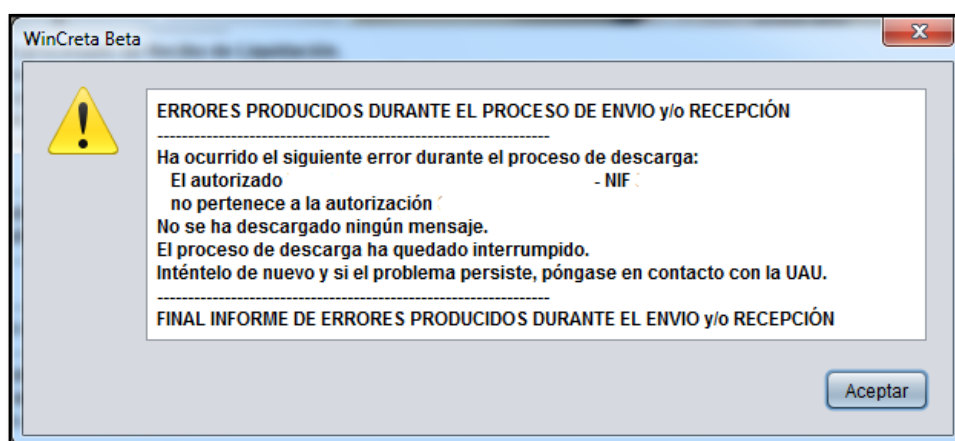 WinCreta Beta
ERRORES PRODUCIDOS DURANTE EL PROCESO DE ENVIO y/o RECEPCIÓN
----------------------------------------------------------------
Ha ocurrido el siguiente error durante el proceso de descarga:
El autorizado - NIF
no pertenece a la autorización
No se ha descargado ningún mensaje.
El proceso de descarga ha quedado interrumpido.
Inténtelo de nuevo y si el problema persiste, póngase en contacto con la UAU.
----------------------------------------------------------------
FINAL INFORME DE ERRORES PRODUCIDOS DURANTE EL ENVIO y/o RECEPCIÓN
Aceptar